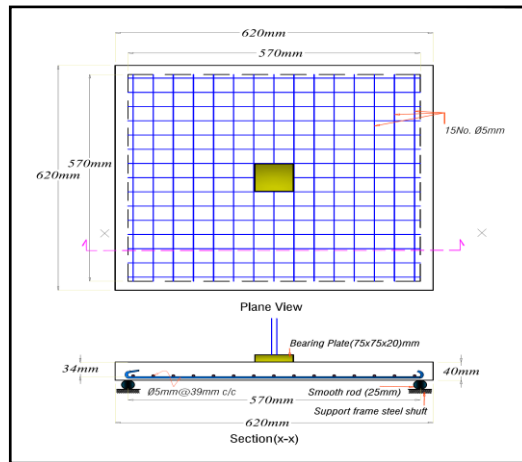 620mm
570mm
15No. Ø5mm
570mm
620mm
X
X
Plane View
Bearing Plate(75x75x20)mm
34mm
40mm
Ø5mm@39mm c/c
Smooth rod (25mm)
570mm
Support frame steel shuft
620mm
Section(x-x)